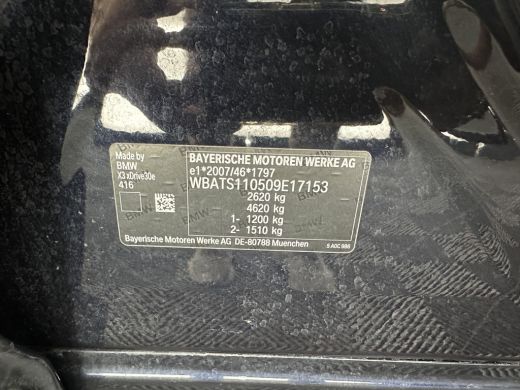 Made by
BMW
X3 xDrive30e
416
BAYERISCHE MOTOREN WERKE AG
e1*2007/46*1797
WBATS110509E17153
2620 kg
4620 kg
1- 1200 kg
2- 1510 kg
Bayerische Motoren Werke AG DE-80788 Muenchen